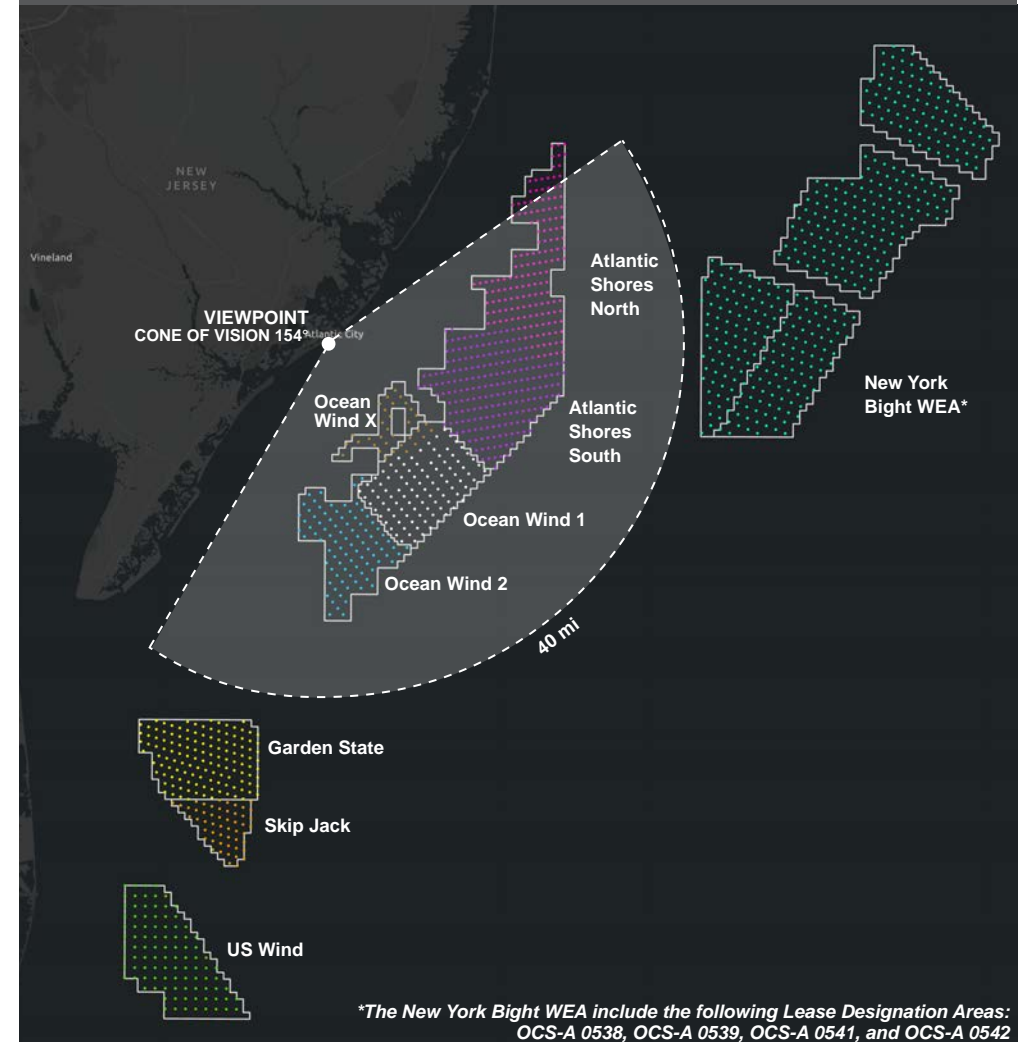 NEW
JERSEY
Vineland
VIEWPOINT
CONE OF VISION 154°
Atlantic City
Atlantic
Shores
North
Ocean
Wind X
Atlantic
Shores
South
New York
Bight WEA*
Ocean Wind 1
Ocean Wind 2
40 mi
Garden State
Skip Jack
US Wind
*The New York Bight WEA include the following Lease Designation Areas:
OCS-A 0538, OCS-A 0539, OCS-A 0541, and OCS-A 0542